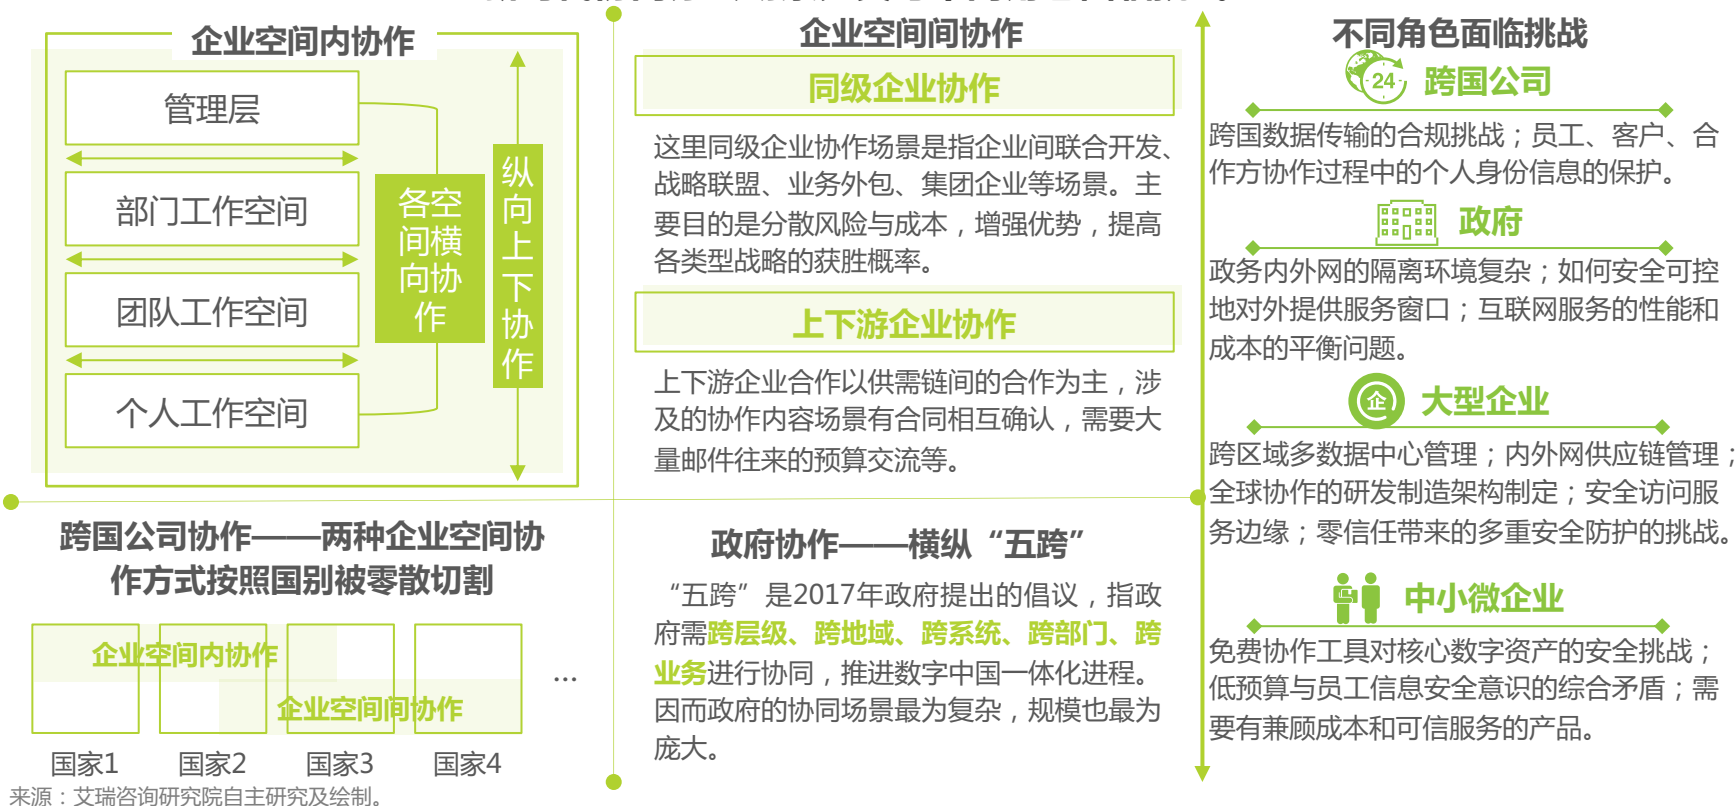 企业空间内协作
管理层
部门工作空间
团队工作空间
个人工作空间
各空
间横
向协
作
纵
向
上
下
协
作
企业空间间协作
同级企业协作
这里同级企业协作场景是指企业间联合开发、
战略联盟、业务外包、集团企业等场景。主
要目的是分散风险与成本，增强优势，提高
各类型战略的获胜概率。
上下游企业协作
上下游企业合作以供需链间的合作为主，涉
及的协作内容场景有合同相互确认，需要大
量邮件往来的预算交流等。
不同角色面临挑战
24
跨国公司
跨国数据传输的合规挑战；员工、客户、合
作方协作过程中的个人身份信息的保护。
政府
政务内外网的隔离环境复杂；如何安全可控
地对外提供服务窗口；互联网服务的性能和
成本的平衡问题。
企
大型企业
跨区域多数据中心管理；内外网供应链管理；
全球协作的研发制造架构制定；安全访问服
务边缘；零信任带来的多重安全防护的挑战。
中小微企业
免费协作工具对核心数字资产的安全挑战；
低预算与员工信息安全意识的综合矛盾；需
要有兼顾成本和可信服务的产品。
跨国公司协作——两种企业空间协
作方式按照国别被零散切割
企业空间内协作
企业空间间协作
...
国家1
国家2
国家3
国家4
政府协作——横纵“五跨”
“五跨”是2017年政府提出的倡议，指政
府需跨层级、跨地域、跨系统、跨部门、跨
业务进行协同，推进数字中国一体化进程。
因而政府的协同场景最为复杂，规模也最为
庞大。
来源：艾瑞咨询研究院自主研究及绘制。